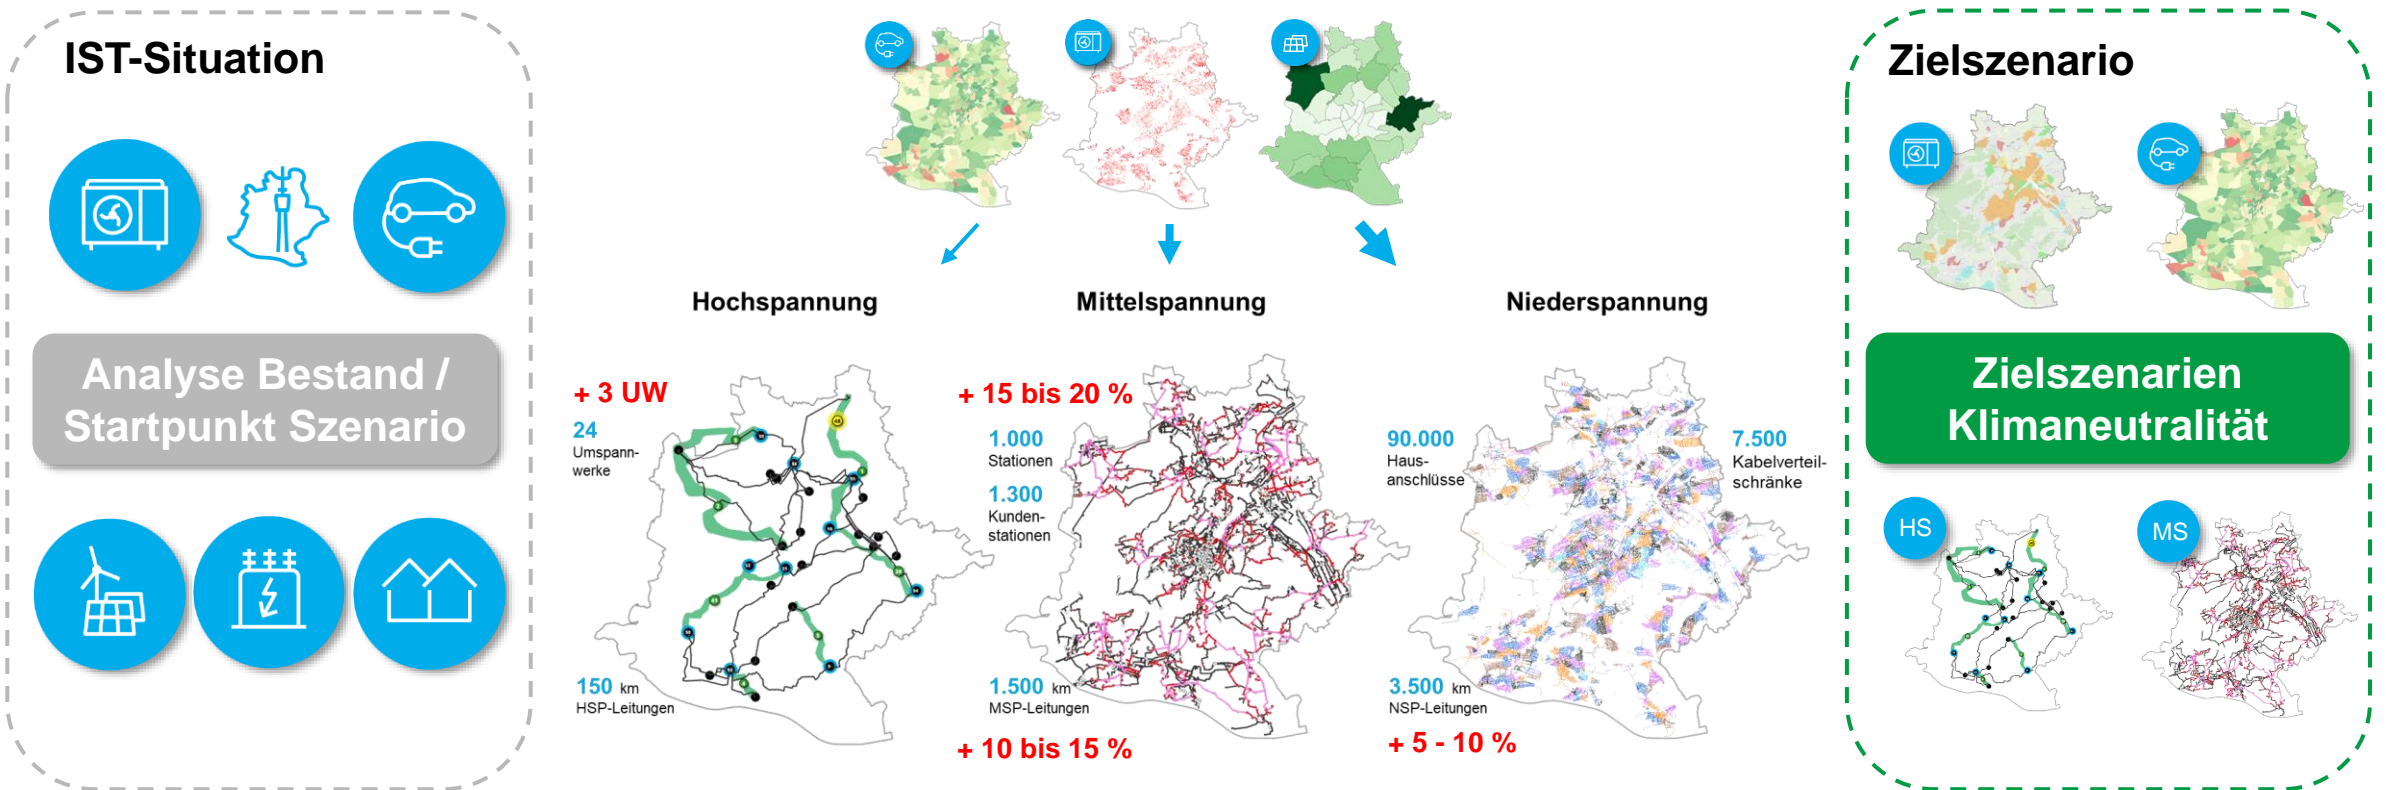 IST-Situation
Analyse Bestand /
Startpunkt Szenario
Hochspannung
+ 3 UW
24
Umspann-
werke
150 km
HSP-Leitungen
Mittelspannung
+ 15 bis 20 %
1.000
Stationen
1.300
Kunden-
stationen
1.500 km
MSP-Leitungen
+ 10 bis 15 %
Niederspannung
90.000
Haus-
anschlüsse
7.500
Kabelverteil-
schränke
3.500 km
NSP-Leitungen
+ 5 - 10 %
Zielszenario
Zielszenarien
Klimaneutralität
HS
MS